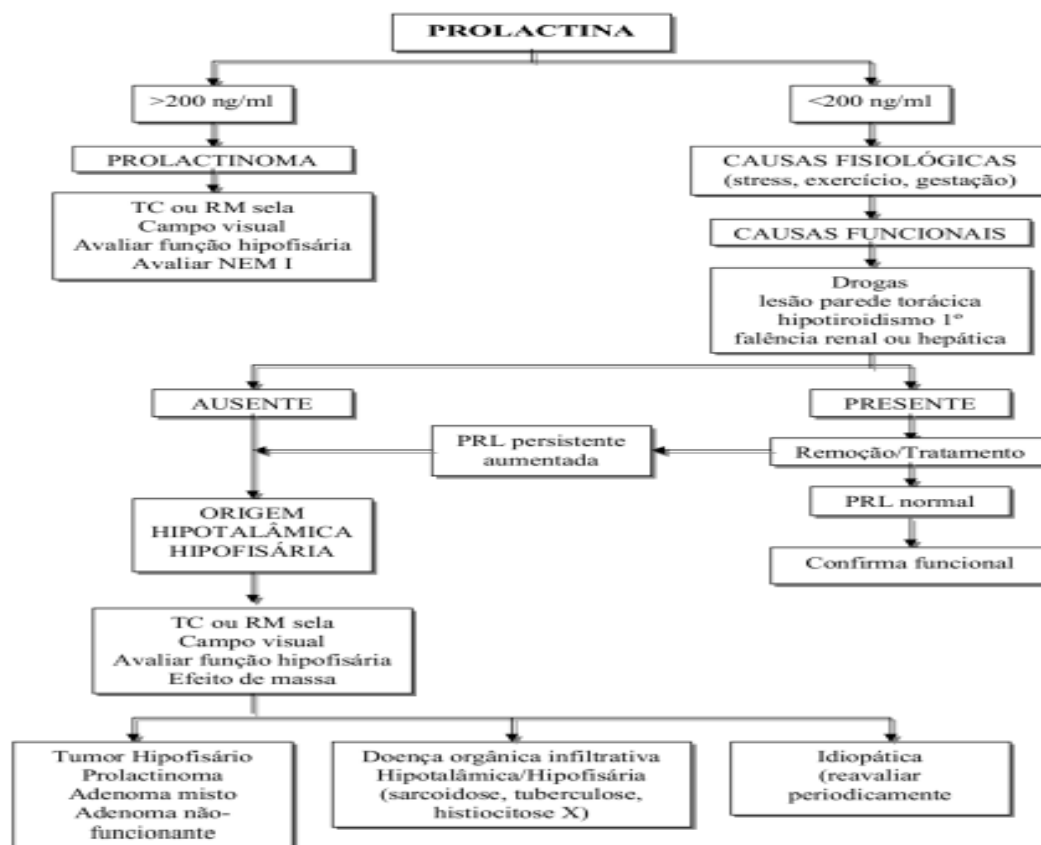 PROLACTINA
>200 ng/ml
<200 ng/ml
PROLACTINOMA
CAUSAS FISIOLÓGICAS
(stress, exercício, gestação)
TC ou RM sela
Campo visual
Avaliar função hipofisária
Avaliar NEM I
CAUSAS FUNCIONAIS
Drogas
lesão parede torácica
hipotiroidismo 1º
falência renal ou hepática
AUSENTE
PRESENTE
PRL persistente
aumentada
Remoção/Tratamento
ORIGEM
HIPOTALÂMICA
HIPOFISÁRIA
PRL normal
Confirma funcional
TC ou RM sela
Campo visual
Avaliar função hipofisária
Efeito de massa
Tumor Hipofisário
Prolactinoma
Adenoma misto
Adenoma não-
funcionante
Doença orgânica infiltrativa
Hipotalâmica/Hipofisária
(sarcoidose, tuberculose,
histiocitose X)
Idiopática
(reavaliar
periodicamente